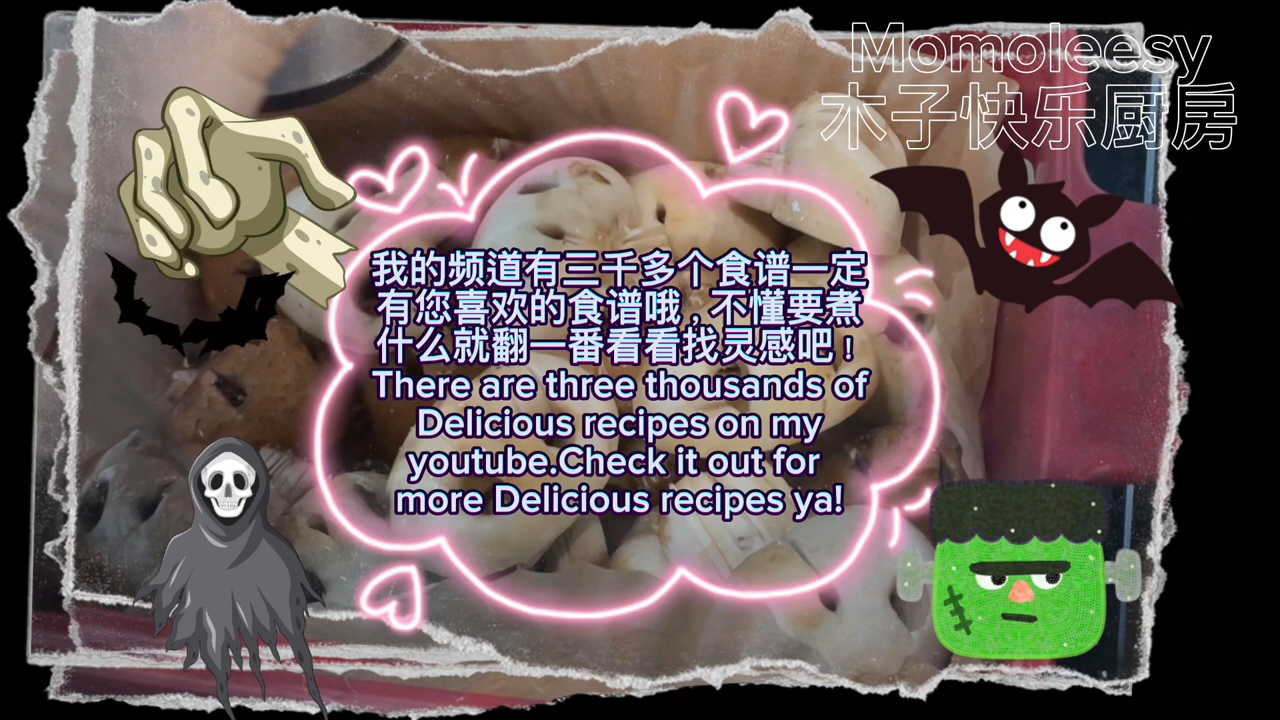 Momoleesy
木子快乐厨房
我的频道有三千多个食谱一定
有您喜欢的食谱哦，不懂要煮
什么就翻一番看看找灵感吧！
There are three thousands of
Delicious recipes on my
youtube.Check it out for
more Delicious recipes ya!